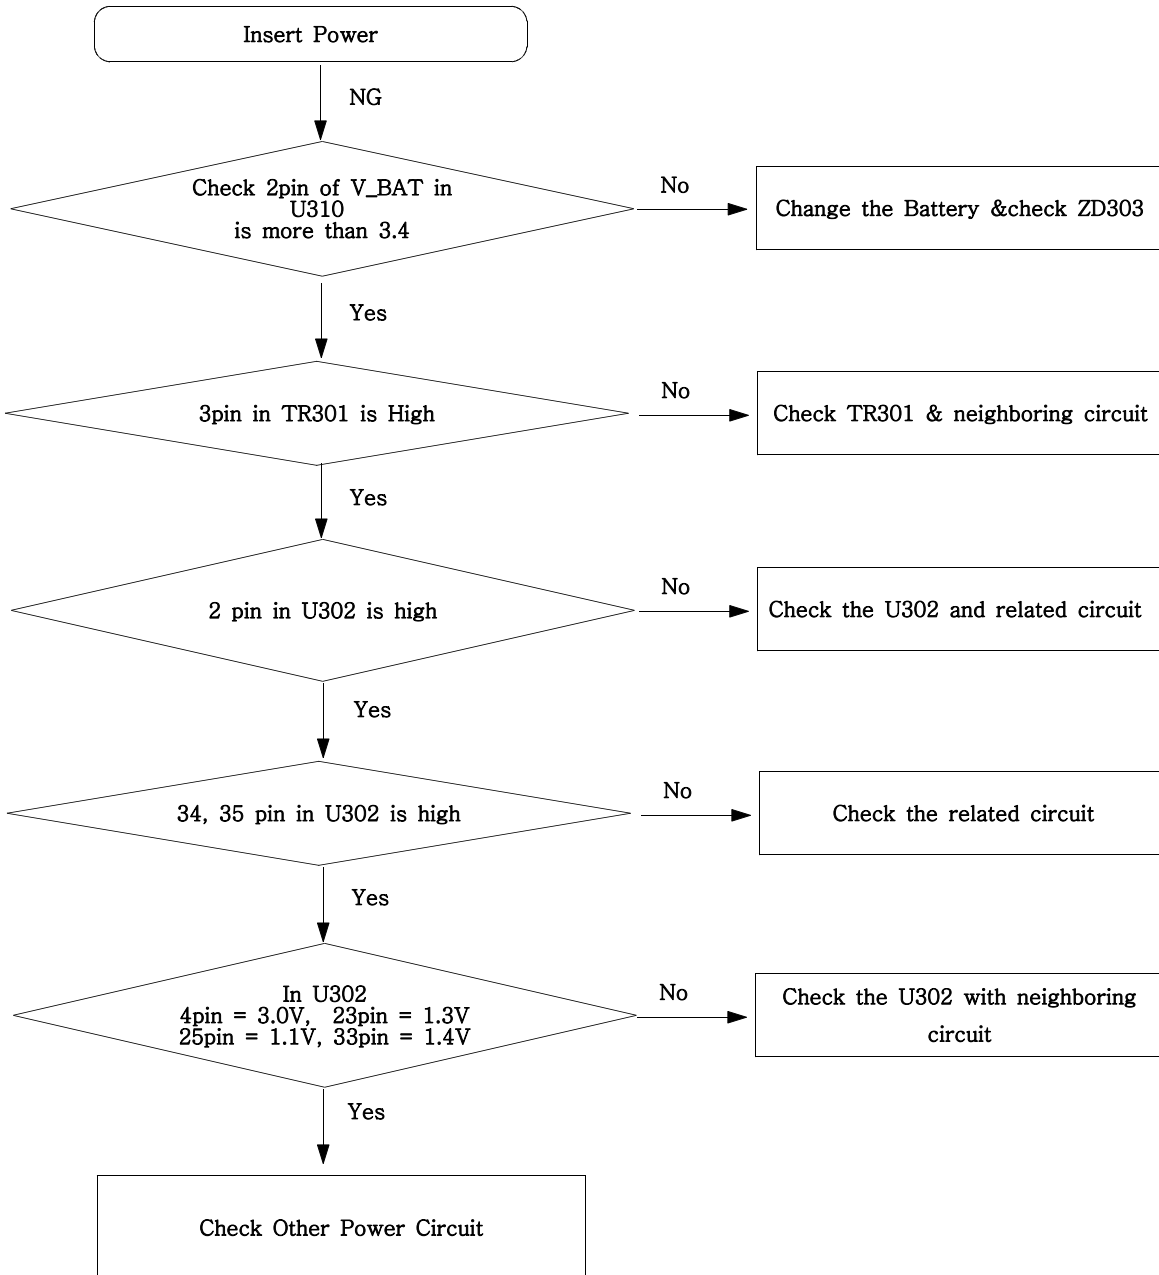 Insert Power
NG
Check 2pin of V_BAT in
U310
is more than 3.4
No
Change the Battery &check ZD303
Yes
3pin in TR301 is High
No
Check TR301 & neighboring circuit
Yes
2 pin in U302 is high
No
Check the U302 and related circuit
Yes
34, 35 pin in U302 is high
No
Check the related circuit
Yes
In U302
4pin = 3.0V, 23pin = 1.3V
25pin = 1.1V, 33pin = 1.4V
No
Check the U302 with neighboring
circuit
Yes
Check Other Power Circuit